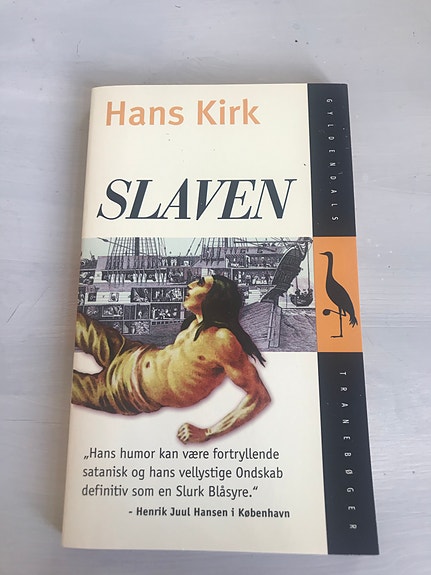 Hans Kirk
SLAVEN
GYLDENDALS
TRANEBØGER
„Hans humor kan være fortryllende
satanisk og hans vellystige Ondskab
definitiv som en Slurk Blåsyre.“
- Henrik Juul Hansen i København